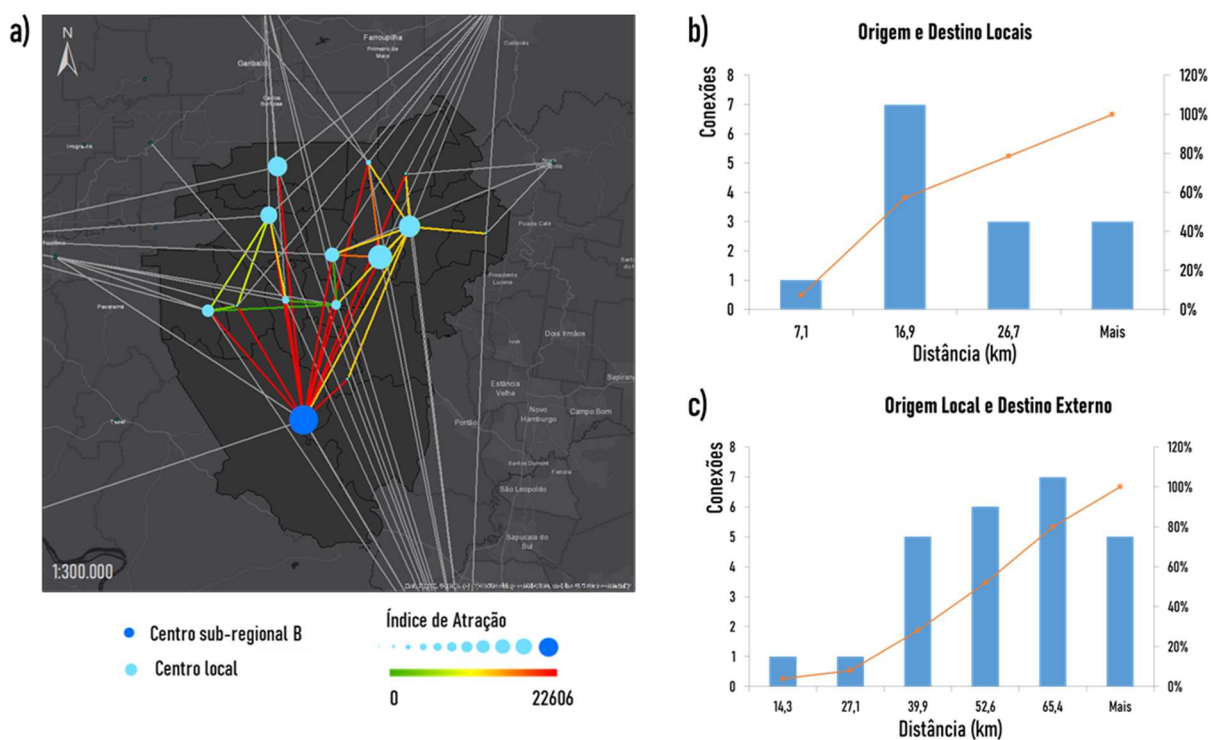 a)
N
Farroupilha
Garibaldi
Carlos
Barbosa
Imigrante
Nova
Picada Café
Presidente
Lucena
Paverama
Dois Irmãos
Ivoti
Estância
Velha
Sapiranga
Novo
Hamburgo
Campo Bom
Portão
Taquari
Santos Dumont
São Leopoldo
Sapucaia do
Sul
1:300.000
Centro sub-regional B
Centro local
Índice de Atração
0
22606
b)
Origem e Destino Locais
Conexões
8
7
6
5
4
3
2
1
0
120%
100%
80%
60%
40%
20%
0%
7,1
16,9
26,7
Mais
Distância (km)
c)
Origem Local e Destino Externo
Conexões
8
7
6
5
4
3
2
1
0
120%
100%
80%
60%
40%
20%
0%
14,3
27,1
39,9
52,6
65,4
Mais
Distância (km)